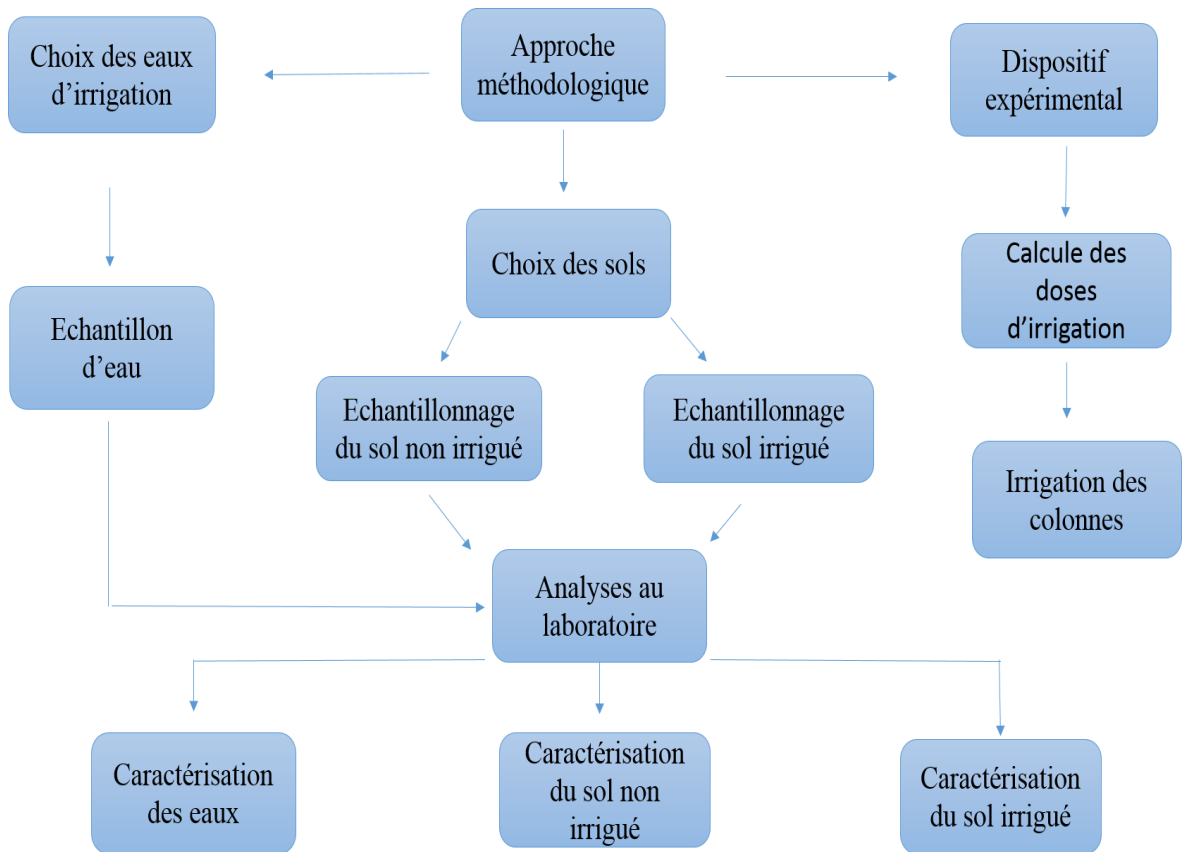 Choix des eaux
d’irrigation
Approche
méthodologique
Dispositif
expérimental
Choix des sols
Calcule des
doses
d’irrigation
Echantillon
d’eau
Echantillonnage
du sol non irrigué
Echantillonnage
du sol irrigué
Irrigation des
colonnes
Analyses au
laboratoire
Caractérisation
des eaux
Caractérisation
du sol non
irrigué
Caractérisation
du sol irrigué